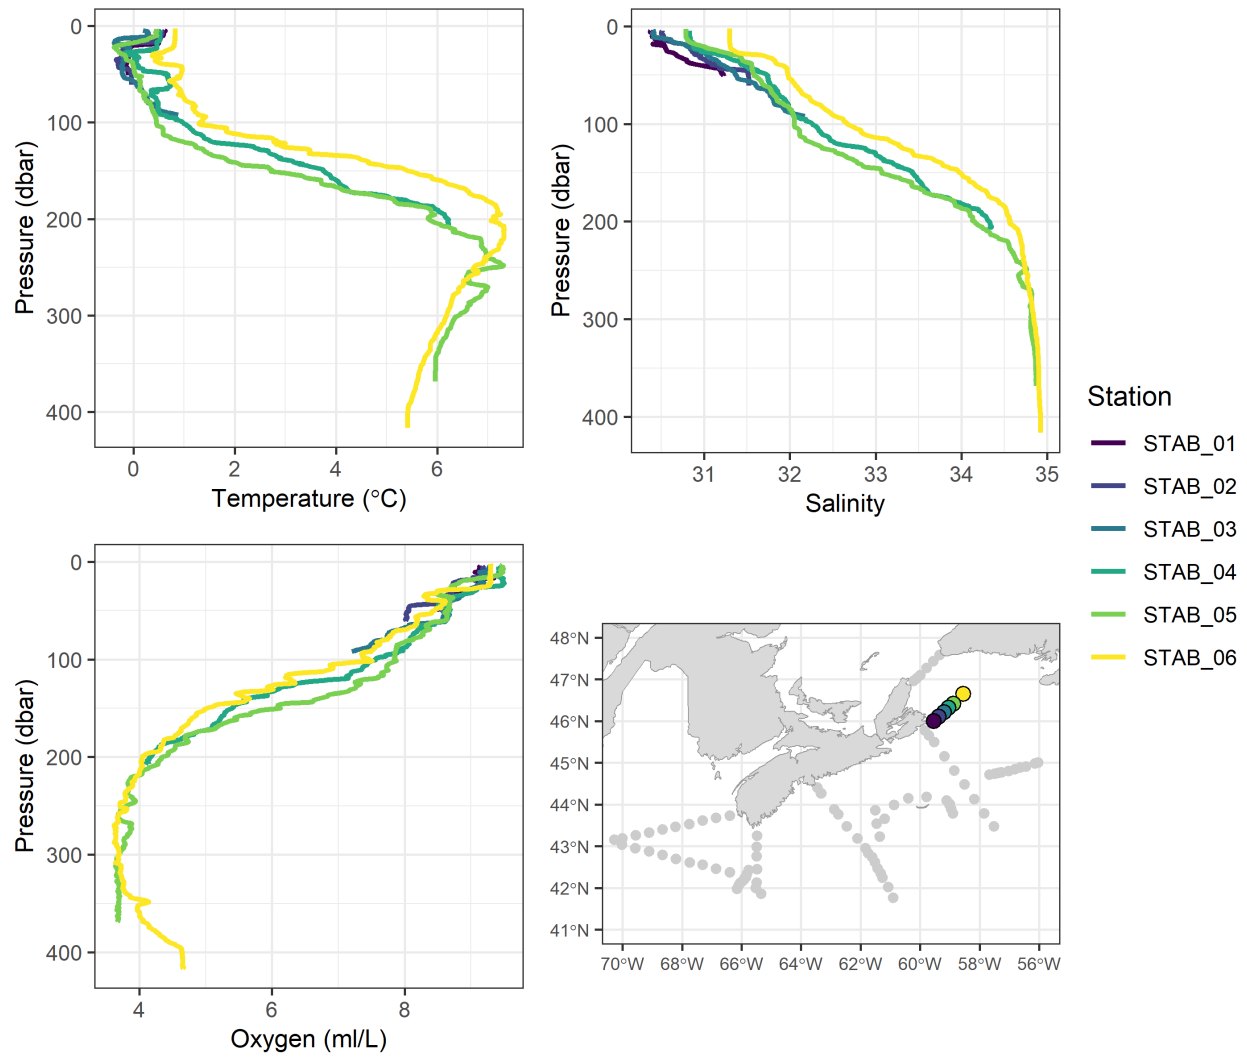 0
100
200
300
400
Pressure (dbar)
0
2
4
6
Temperature (°C)
0
100
200
300
400
Pressure (dbar)
31
32
33
34
35
Salinity
0
100
200
300
400
Pressure (dbar)
4
6
8
Oxygen (ml/L)
48°N
47°N
46°N
45°N
44°N
43°N
42°N
41°N
70°W
68°W
66°W
64°W
62°W
60°W
58°W
56°W
Station
STAB_01
STAB_02
STAB_03
STAB_04
STAB_05
STAB_06